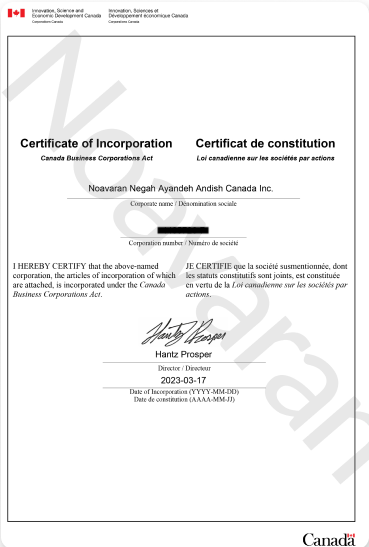 Innovation, Science and Innovation, Sciences et
Economic Development Canada Développement économique Canada
Corporations Canada Corporations Canada
Certificate of Incorporation Certificat de constitution
Canada Business Corporations Act Loi canadienne sur les sociétés par actions
Noavaran Negah Ayandeh Andish Canada Inc.
Corporate name / Dénomination sociale
Corporation number / Numéro de société
I HEREBY CERTIFY that the above-named
corporation, the articles of incorporation of which
are attached, is incorporated under the Canada
Business Corporations Act.
JE CERTIFIE que la société susmentionnée, dont
les statuts constitutifs sont joints, est constituée
en vertu de la Loi canadienne sur les sociétés par
actions.
Hantz Prosper
Hantz Prosper
Director / Directeur
2023-03-17
Date of Incorporation (YYYY-MM-DD)
Date de constitution (AAAA-MM-JJ)
Canada
Noavaran